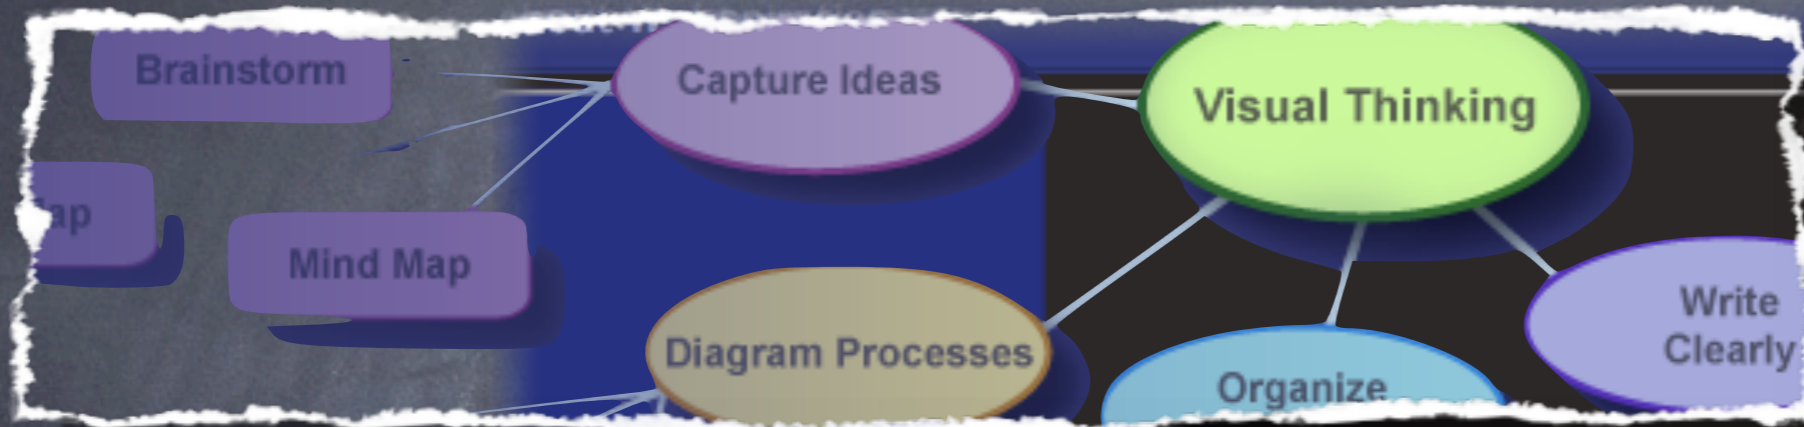 Brainstorm
Capture Ideas
Visual Thinking
Mind Map
Diagram Processes
Write
Clearly
Organize